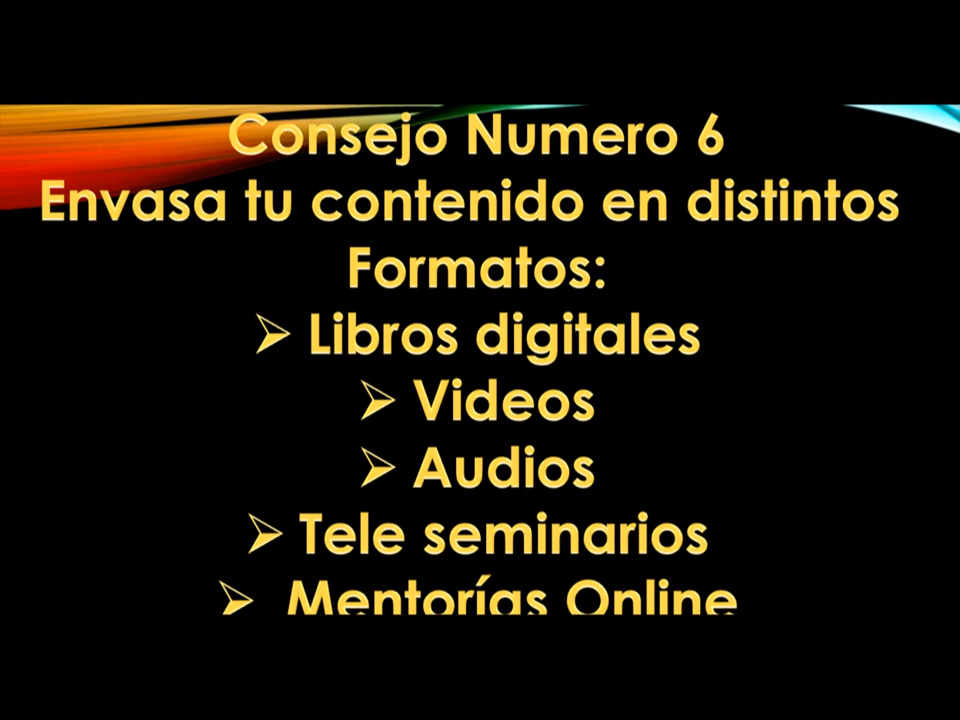 Consejo Numero 6
Envasa tu contenido en distintos
Formatos:
➢ Libros digitales
➢ Videos
➢ Audios
➢ Tele seminarios
➢ Mentorías Online